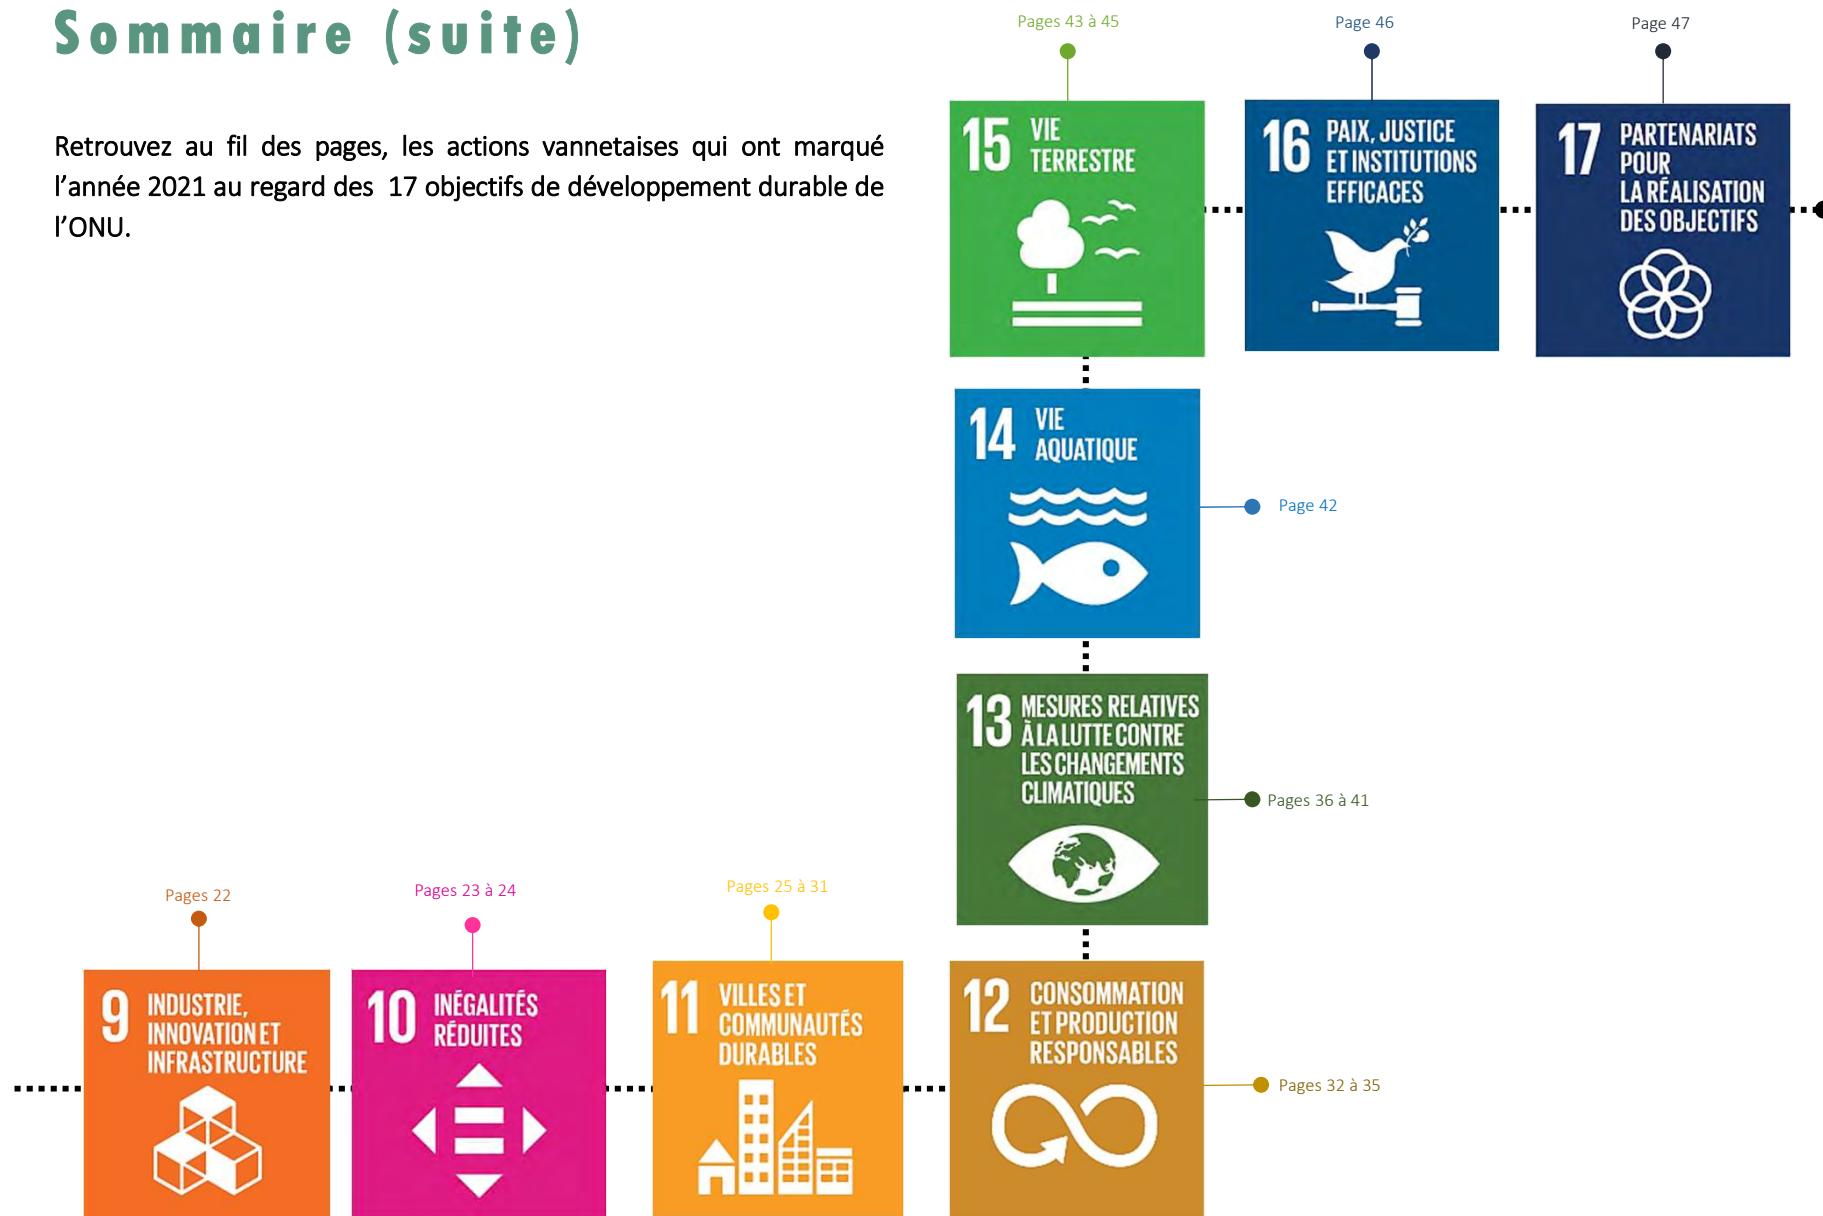 Sommaire (suite)
Retrouvez au fil des pages, les actions vannetaises qui ont marqué
l'année 2021 au regard des 17 objectifs de développement durable de
l'ONU.
Pages 43 à 45
15 VIE
TERRESTRE
Page 46
16 PAIX, JUSTICE
ET INSTITUTIONS
EFFICACES
Page 47
17 PARTENARIATS
POUR
LA RÉALISATION
DES OBJECTIFS
14 VIE
AQUATIQUE
Page 42
13 MESURES RELATIVES
À LA LUTTE CONTRE
LES CHANGEMENTS
CLIMATIQUES
Pages 36 à 41
Pages 22
9 INDUSTRIE,
INNOVATION ET
INFRASTRUCTURE
Pages 23 à 24
10 INÉGALITÉS
RÉDUITES
Pages 25 à 31
11 VILLES ET
COMMUNAUTÉS
DURABLES
12 CONSOMMATION
ET PRODUCTION
RESPONSABLES
Pages 32 à 35